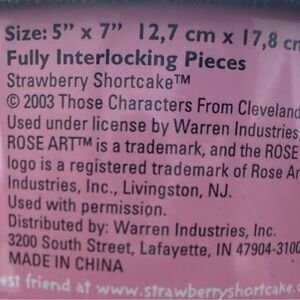 Size: 5" x 7" 12,7 cm x 17,8 cm
Fully Interlocking Pieces
Strawberry Shortcake™
© 2003 Those Characters From Cleveland
Used under license by Warren Industries
ROSE ART™ is a trademark, and the ROSE
logo is a registered trademark of Rose Art
Industries, Inc., Livingston, NJ.
Used with permission.
Distributed by: Warren Industries, Inc.
3200 South Street, Lafayette, IN 47904-3100
MADE IN CHINA
est friend at www.strawberryshortcake.